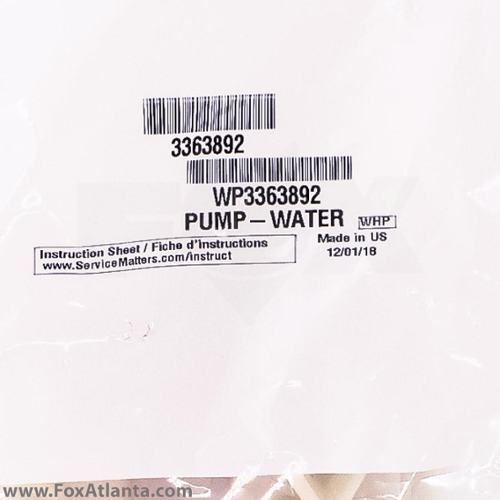 3363892
WP3363892
PUMP-WATER WHP
Instruction Sheet / Fiche d'instructions
www.ServiceMatters.com/instruct
Made in US
12/01/18
FOX
www.FoxAtlanta.com